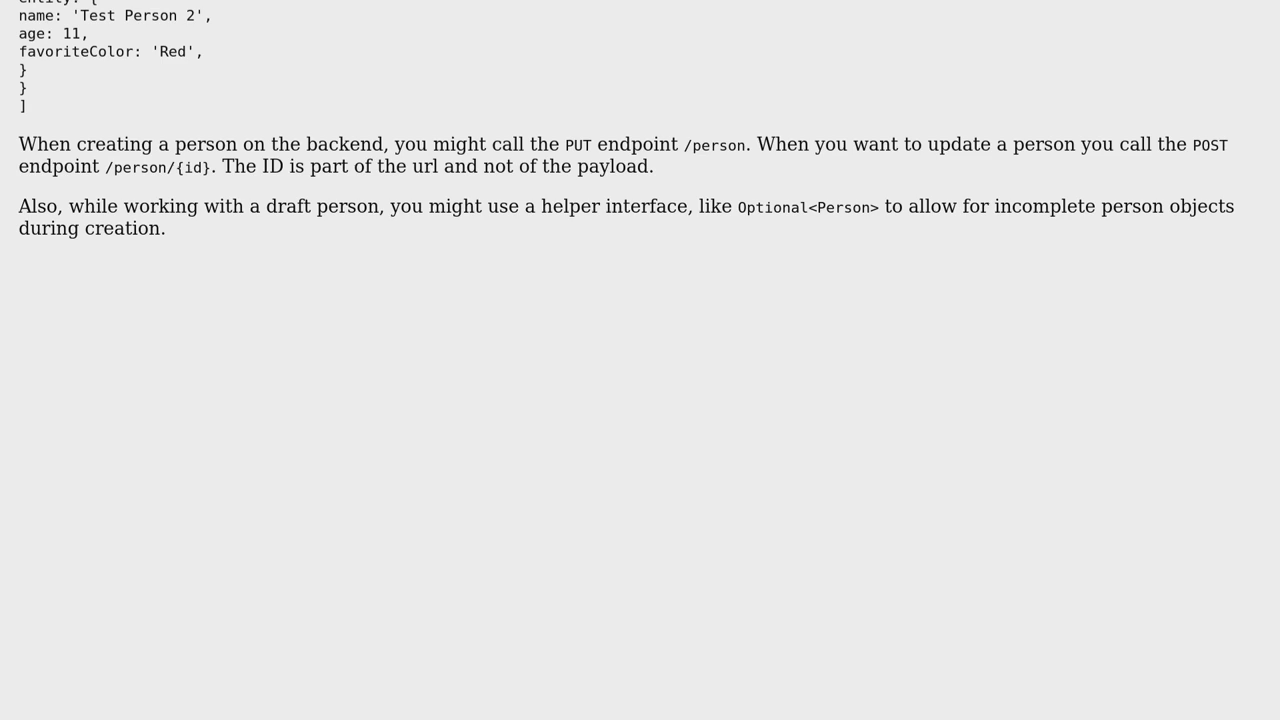 entity: {
name: 'Test Person 2',
age: 11,
favoriteColor: 'Red',
}
}
]
When creating a person on the backend, you might call the PUT endpoint /person. When you want to update a person you call the POST
endpoint /person/{id}. The ID is part of the url and not of the payload.
Also, while working with a draft person, you might use a helper interface, like Optional<Person> to allow for incomplete person objects
during creation.